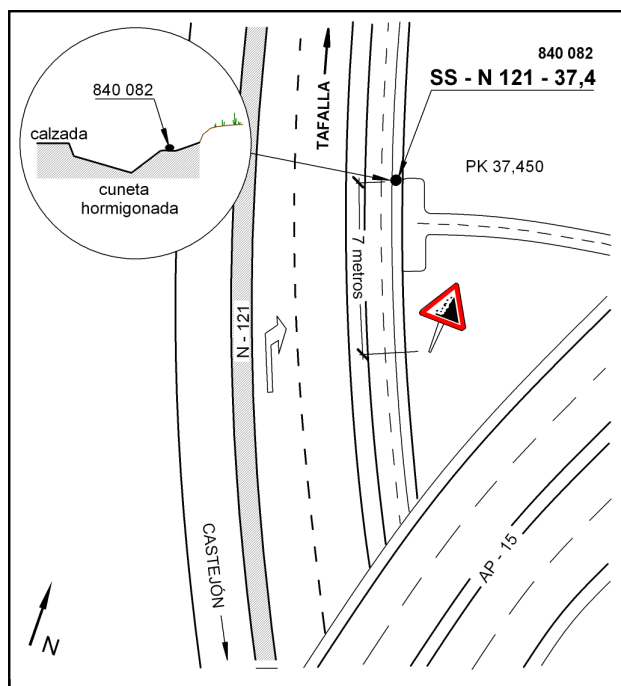 840 082
SS - N 121 - 37,4
840 082
calzada
cuneta
hormigonada
TAFALLA
PK 37,450
7 metros
N - 121
CASTEJÓN
AP - 15
N